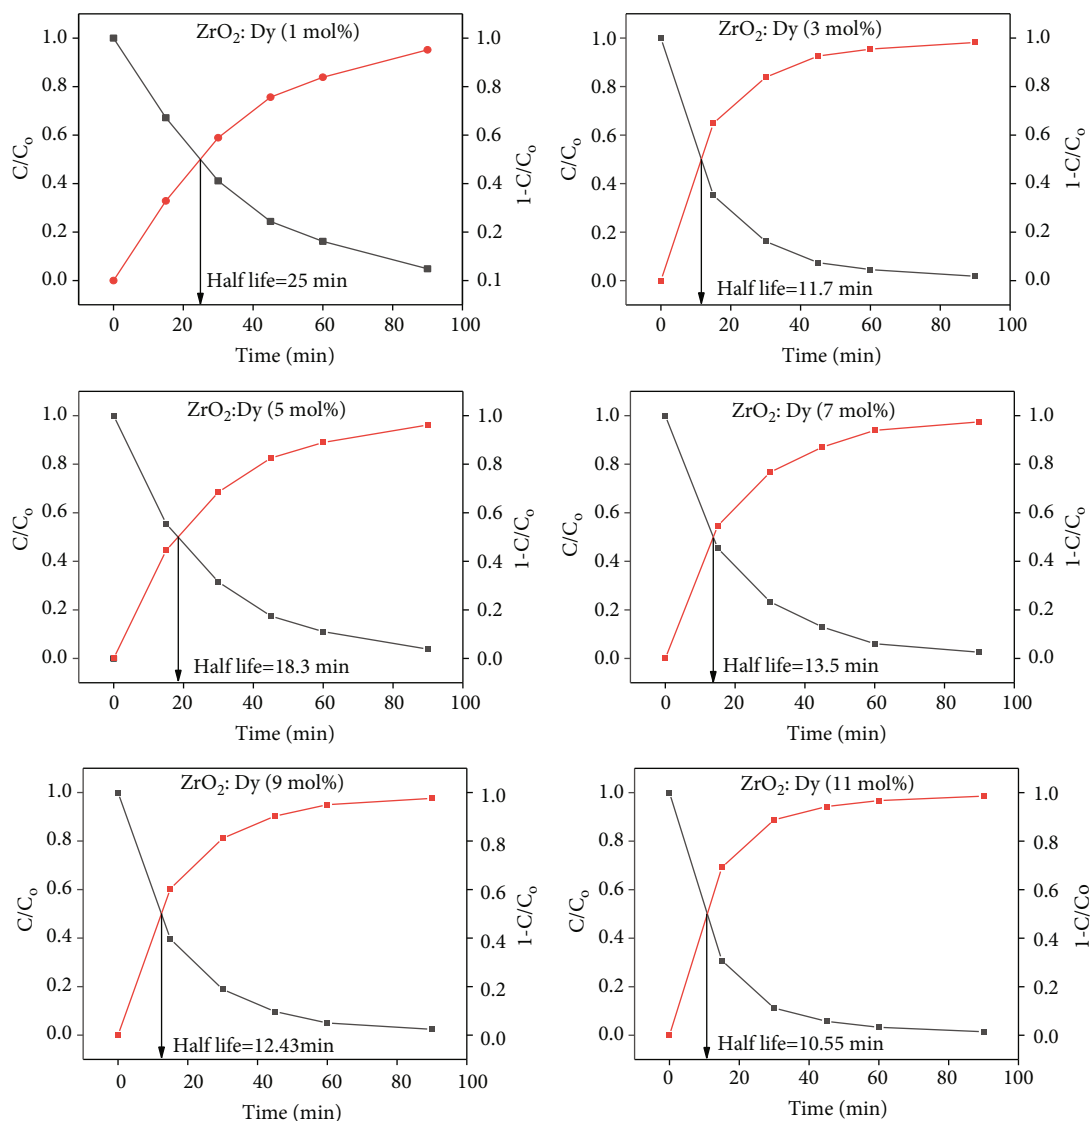 ZrO2: Dy (1 mol%)
1.0
0.8
0.6
0.4
0.2
0.0
C/Co
1.0
0.8
0.6
0.4
0.2
0.1
1-C/Co
Half life=25 min
0 20 40 60 80 100
Time (min)
ZrO2: Dy (3 mol%)
1.0
0.8
0.6
0.4
0.2
0.0
C/Co
1.0
0.8
0.6
0.4
0.2
0.0
1-C/Co
Half life=11.7 min
0 20 40 60 80 100
Time (min)
ZrO2:Dy (5 mol%)
1.0
0.8
0.6
0.4
0.2
0.0
C/Co
1.0
0.8
0.6
0.4
0.2
0.0
1-C/Co
Half life=18.3 min
0 20 40 60 80 100
Time (min)
ZrO2: Dy (7 mol%)
1.0
0.8
0.6
0.4
0.2
0.0
C/Co
1.0
0.8
0.6
0.4
0.2
0.0
1-C/Co
Half life=13.5 min
0 20 40 60 80 100
Time (min)
ZrO2: Dy (9 mol%)
1.0
0.8
0.6
0.4
0.2
0.0
C/Co
1.0
0.8
0.6
0.4
0.2
0.0
1-C/Co
Half life=12.43min
0 20 40 60 80 100
Time (min)
ZrO2: Dy (11 mol%)
1.0
0.8
0.6
0.4
0.2
0.0
C/Co
1.0
0.8
0.6
0.4
0.2
0.0
1-C/Co
Half life=10.55 min
0 20 40 60 80 100
Time (min)